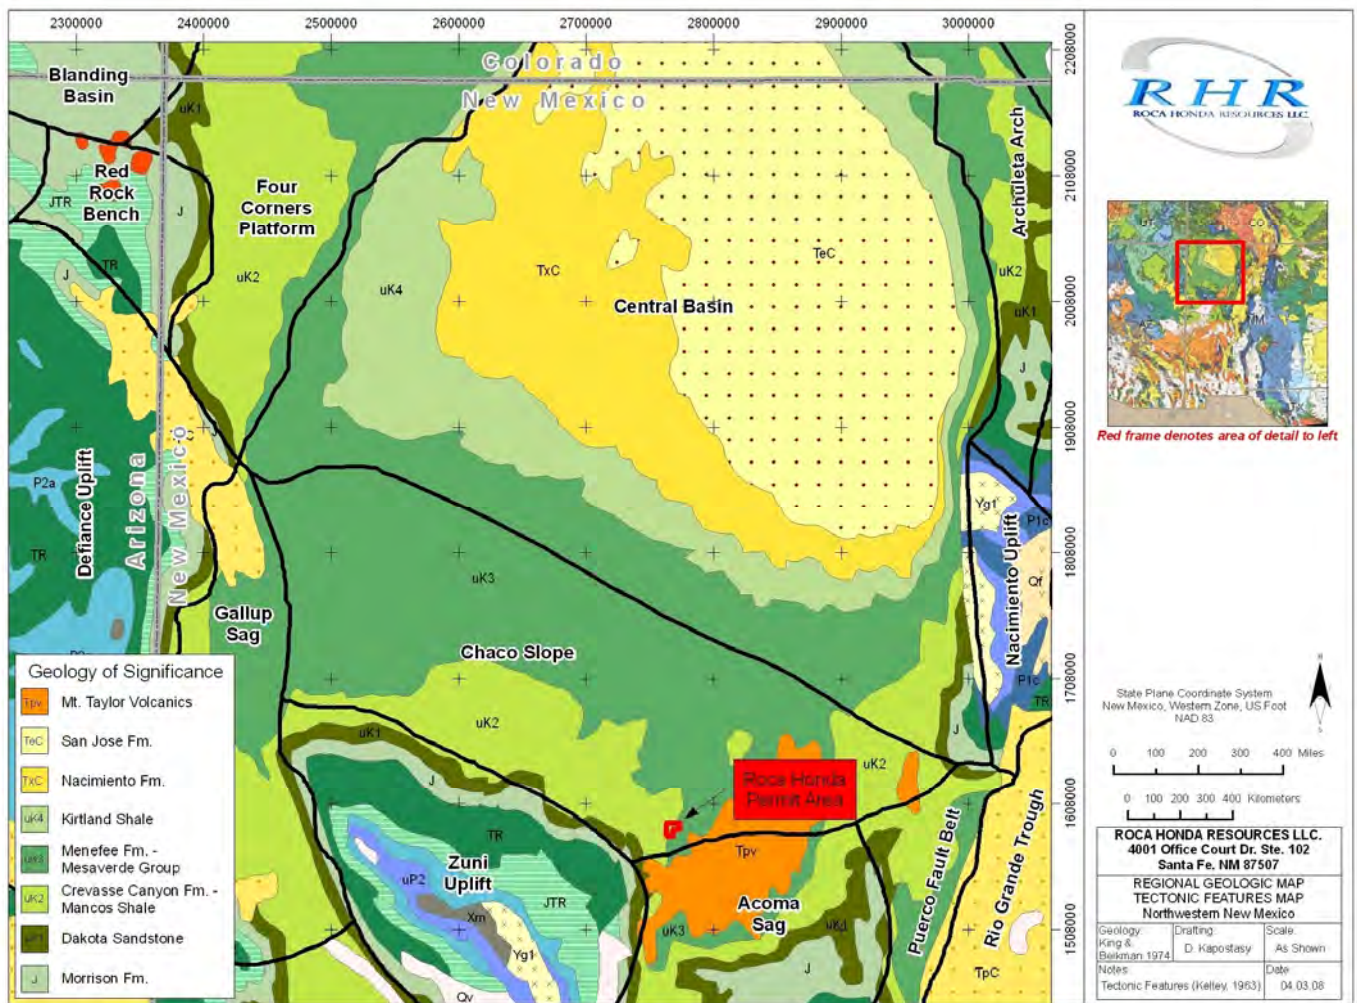 2300000
2400000
2500000
2600000
2700000
2800000
2900000
3000000
2208000
2108000
2008000
1908000
1808000
1708000
1608000
1508000
Colorado
New Mexico
Arizona
New Mexico
Blanding
Basin
uK1
Red
Rock
Bench
JTR
J
TR
J
Four
Corners
Platform
uK2
uK4
TxC
TeC
Central Basin
Archuleta Arch
uK2
uK1
J
P2a
Defiance Uplift
TR
Gallup
Sag
uK3
Chaco Slope
uK2
uK1
J
TR
Zuni
Uplift
uP2
Xm
JTR
Yg1
Qv
Yg1
P1c
Nacimiento Uplift
Qf
P1c
TR
J
uK2
Roca Honda
Permit Area
Tpv
Acoma
Sag
uK3
J
Puerco Fault Belt
Rio Grande Trough
TpC
Geology of Significance
Tpv Mt. Taylor Volcanics
TeC San Jose Fm.
TxC Nacimiento Fm.
uK4 Kirtland Shale
uK3 Menefee Fm. -
Mesaverde Group
uK2 Crevasse Canyon Fm. -
Mancos Shale
uK1 Dakota Sandstone
J Morrison Fm.
RHR
ROCA HONDA RESOURCES LLC.
UT
CO
AZ
NM
Red frame denotes area of detail to left
N
S
State Plane Coordinate System
New Mexico, Western Zone, US Foot
NAD 83
0 100 200 300 400 Miles
0 100 200 300 400 Kilometers
ROCA HONDA RESOURCES LLC.
4001 Office Court Dr. Ste. 102
Santa Fe. NM 87507
REGIONAL GEOLOGIC MAP
TECTONIC FEATURES MAP
Northwestern New Mexico
Geology:
King &
Beikman 1974
Drafting:
D. Kapostasy
Scale:
As Shown
Notes:
Tectonic Features (Kelley, 1963)
Date:
04.03.08